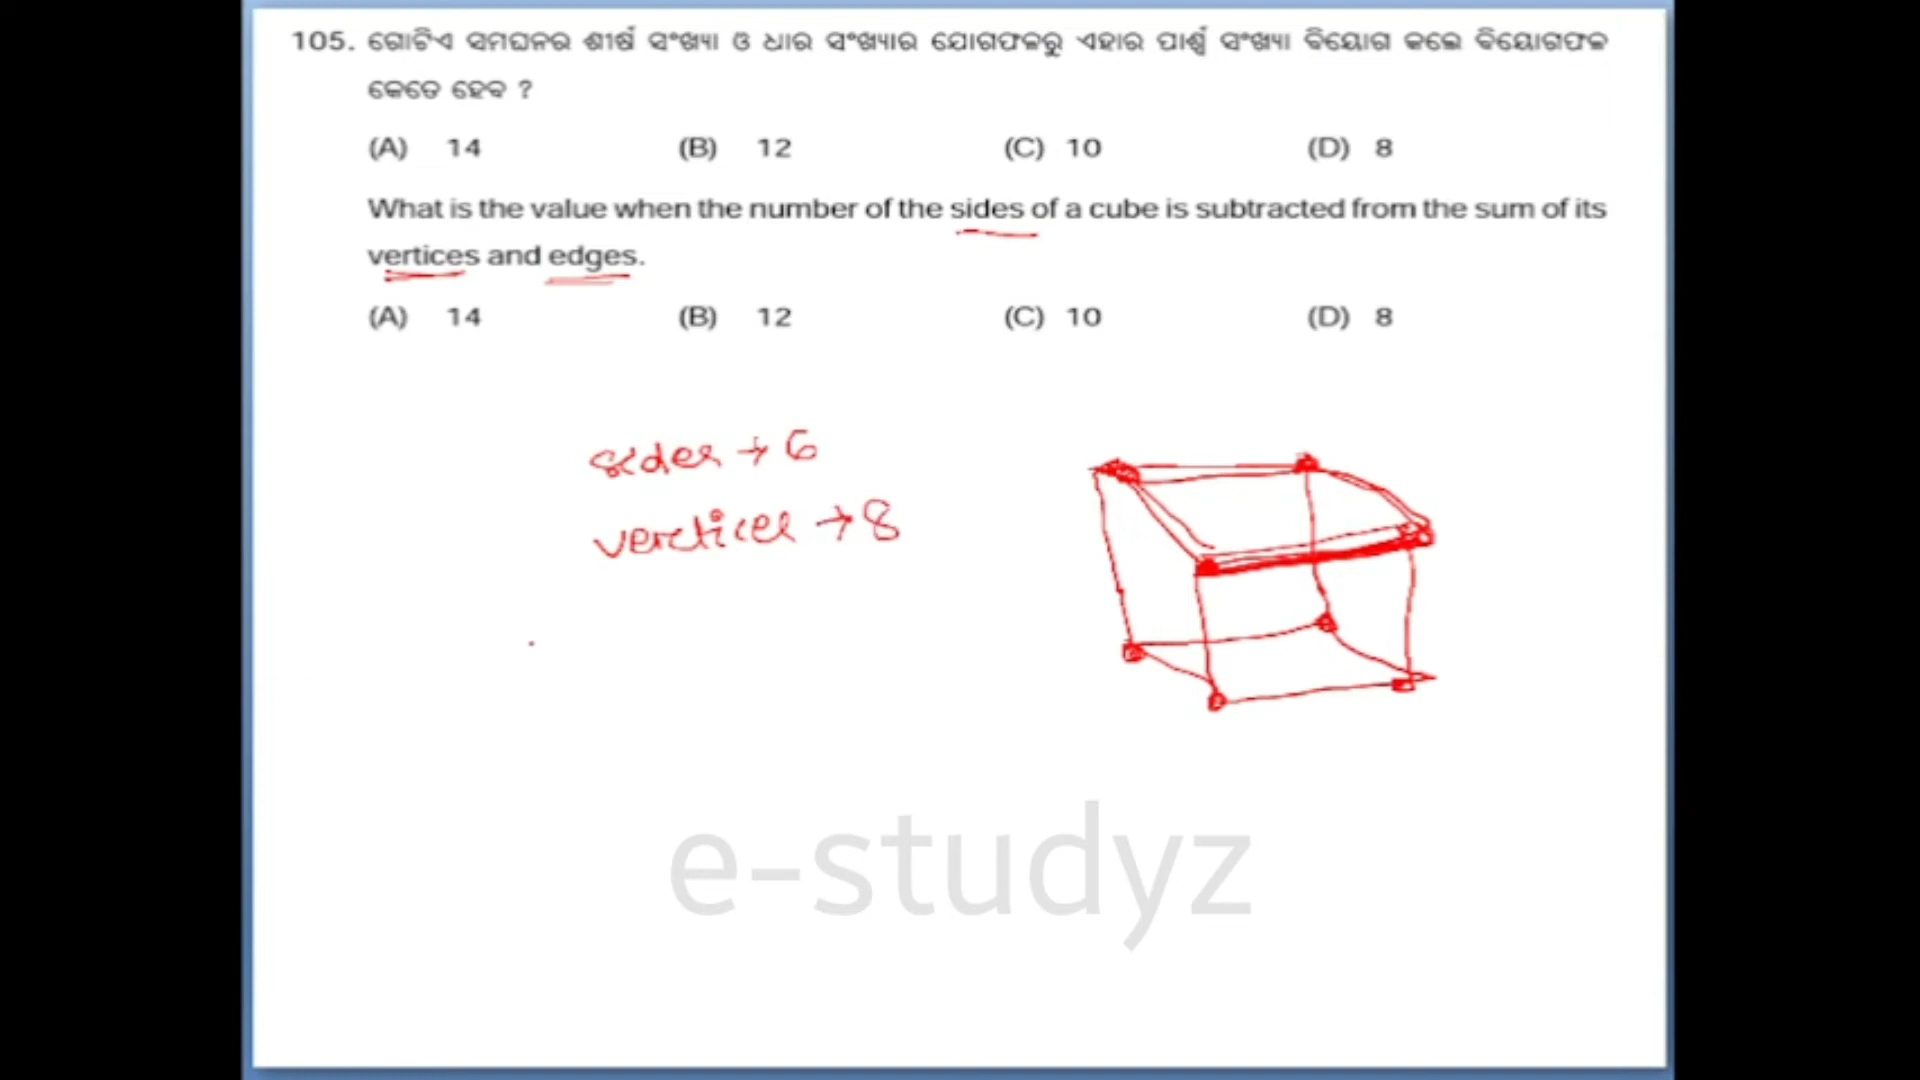 105. ଗୋଟିଏ ସମଘନର ଶୀର୍ଷ ସଂଖ୍ୟା ଓ ଧାର ସଂଖ୍ୟାର ଯୋଗଫଳରୁ ଏହାର ପାର୍ଶ୍ୱ ସଂଖ୍ୟା ବିୟୋଗ କଲେ ବିୟୋଗଫଳ
କେତେ ହେବ ?
(A) 14 (B) 12 (C) 10 (D) 8
What is the value when the number of the sides of a cube is subtracted from the sum of its
vertices and edges.
(A) 14 (B) 12 (C) 10 (D) 8
sides → 6
vertices → 8
e-studyz